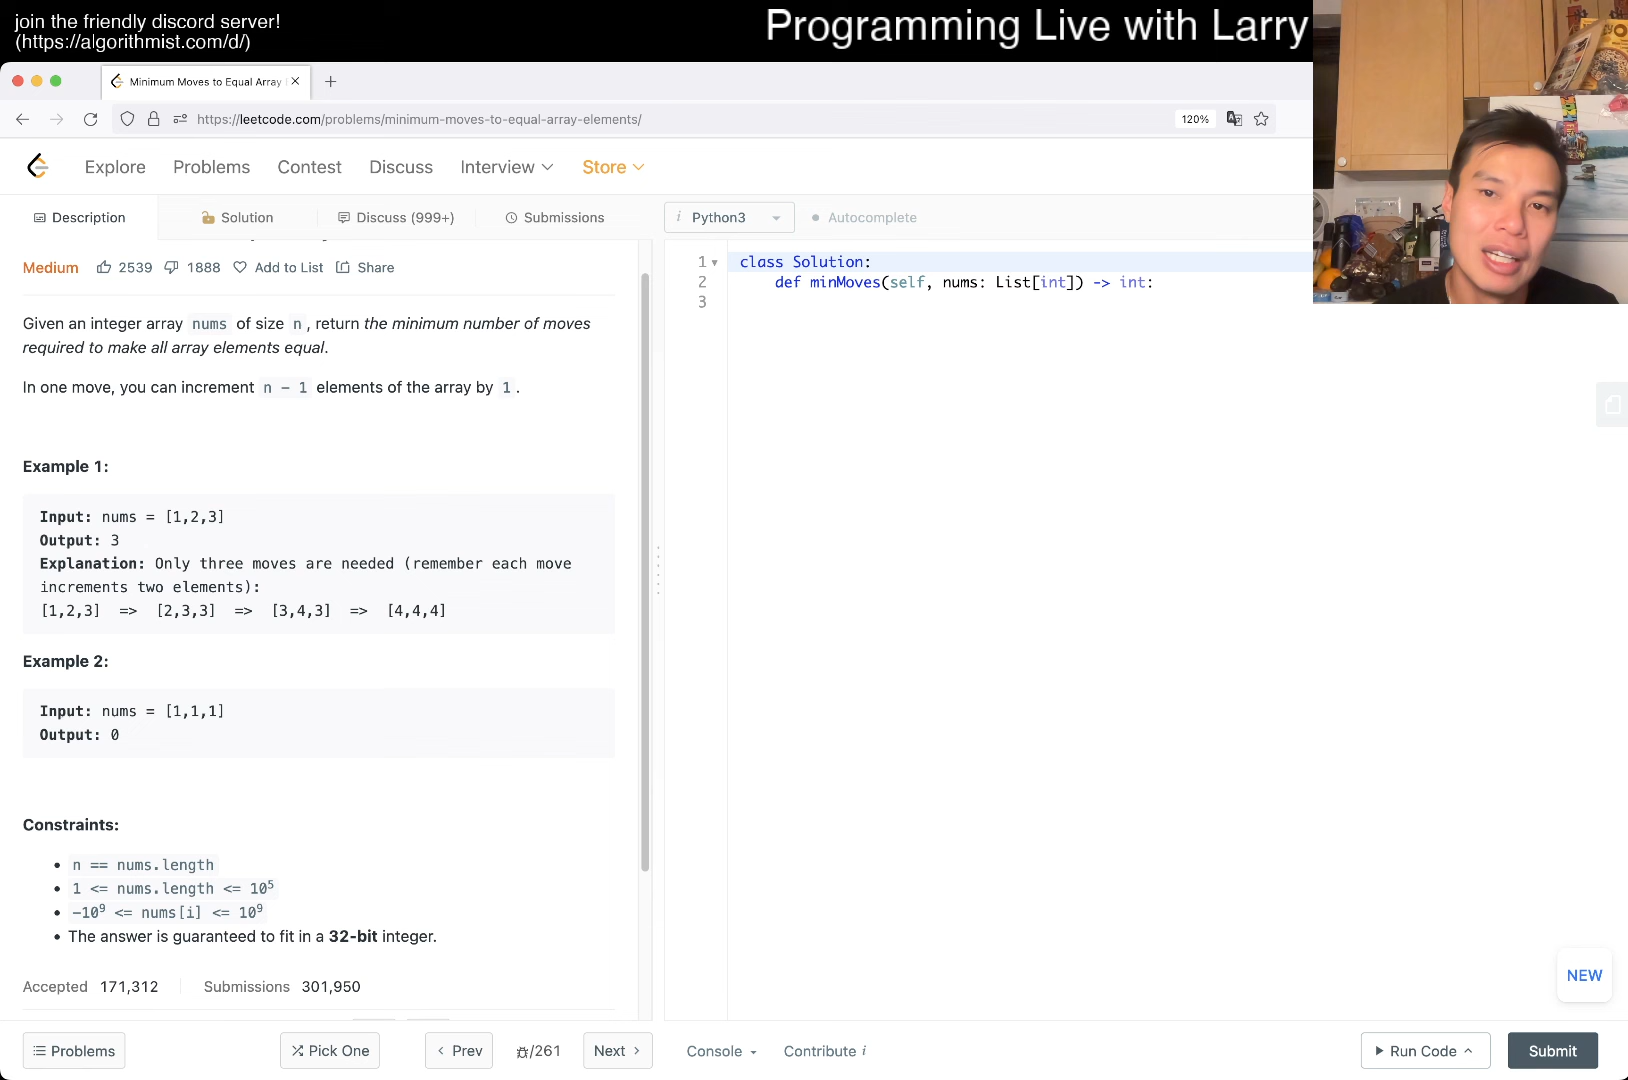 join the friendly discord server!
(https://algorithmist.com/d/)
Programming Live with Larry
Minimum Moves to Equal Array
https://leetcode.com/problems/minimum-moves-to-equal-array-elements/
120%
Explore
Problems
Contest
Discuss
Interview
Store
Description
Solution
Discuss (999+)
Submissions
i Python3
Autocomplete
Medium
2539
1888
Add to List
Share
Given an integer array nums of size n, return the minimum number of moves
required to make all array elements equal.
In one move, you can increment n - 1 elements of the array by 1.
Example 1:
Input: nums = [1,2,3]
Output: 3
Explanation: Only three moves are needed (remember each move
increments two elements):
[1,2,3] => [2,3,3] => [3,4,3] => [4,4,4]
Example 2:
Input: nums = [1,1,1]
Output: 0
Constraints:
n == nums.length
1 <= nums.length <= 10⁵
-10⁹ <= nums[i] <= 10⁹
The answer is guaranteed to fit in a 32-bit integer.
Accepted 171,312
Submissions 301,950
1 class Solution:
2 def minMoves(self, nums: List[int]) -> int:
3
NEW
Problems
Pick One
Prev
/261
Next
Console
Contribute i
Run Code
Submit